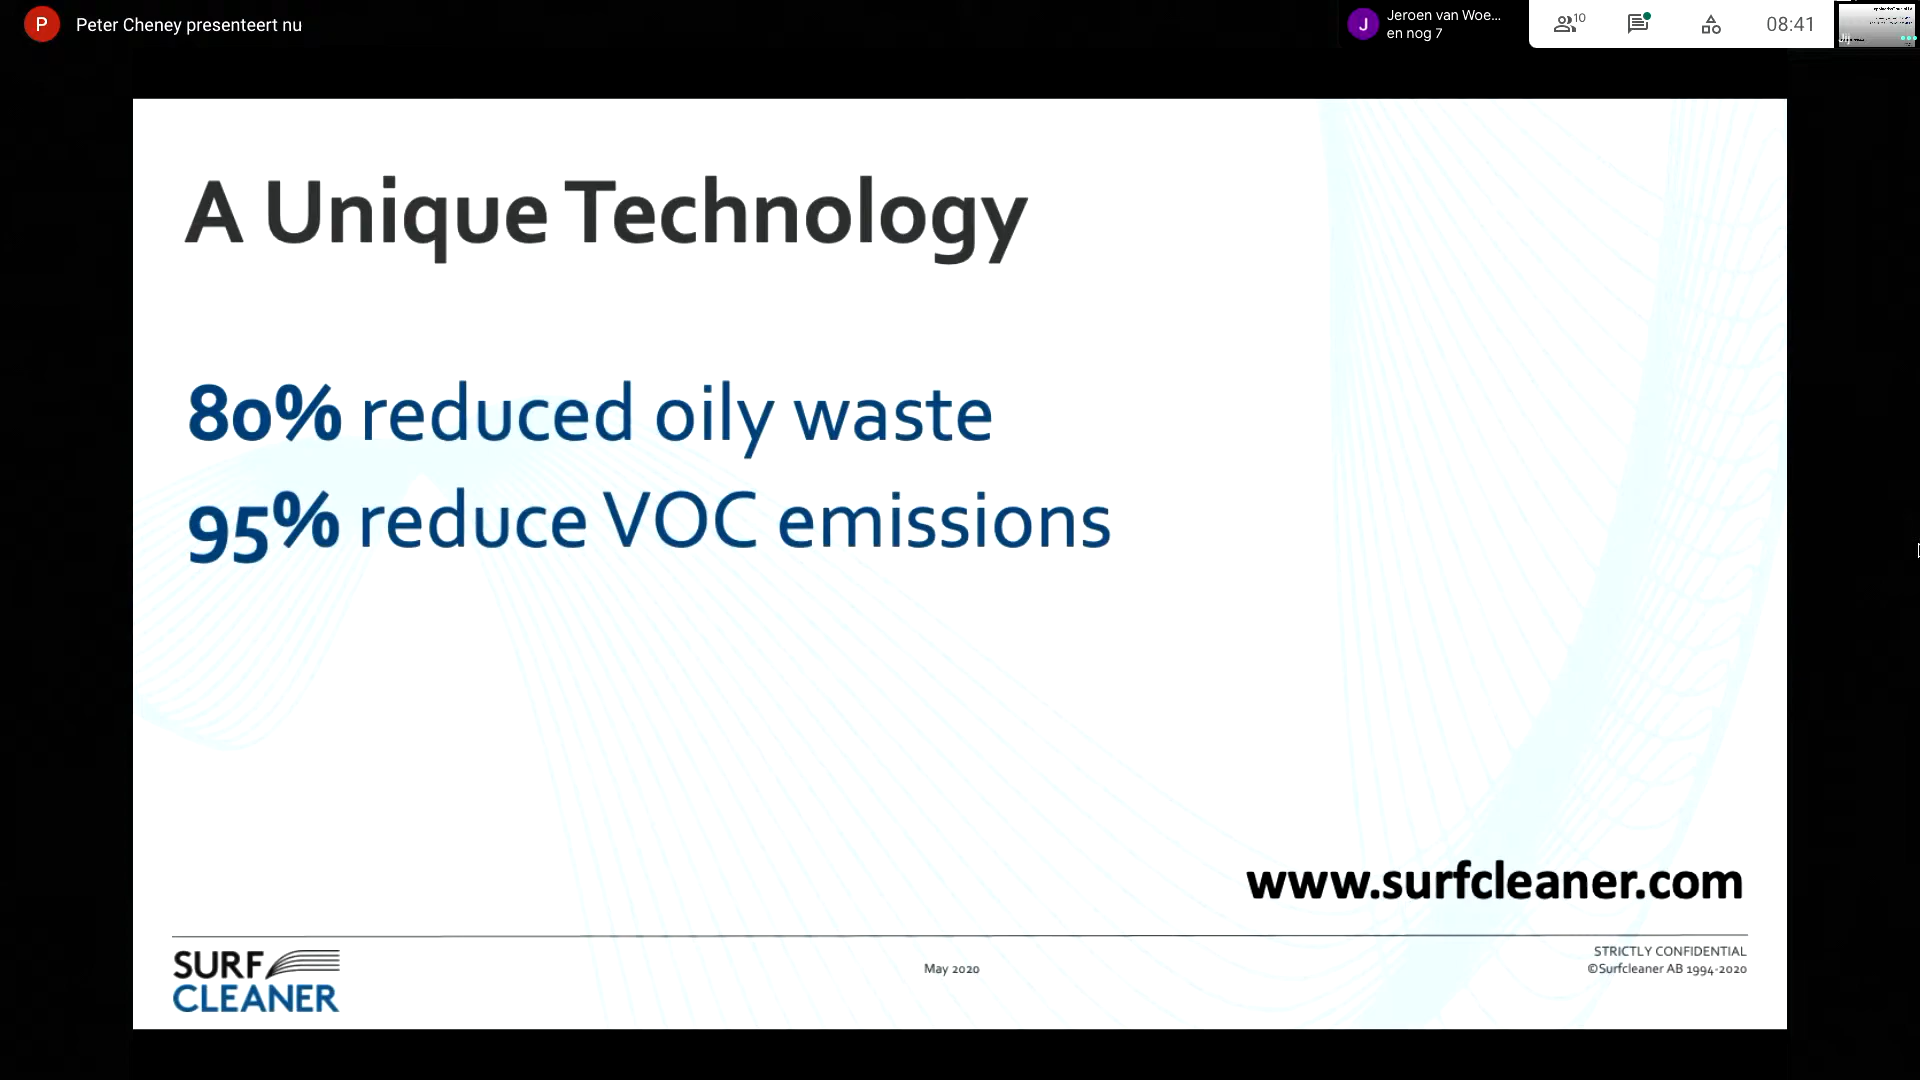 P Peter Cheney presenteert nu
J Jeroen van Woe...
en nog 7
10
08:41
A Unique Technology
80% reduced oily waste
95% reduce VOC emissions
www.surfcleaner.com
SURF
CLEANER
May 2020
STRICTLY CONFIDENTIAL
©Surfcleaner AB 1994-2020